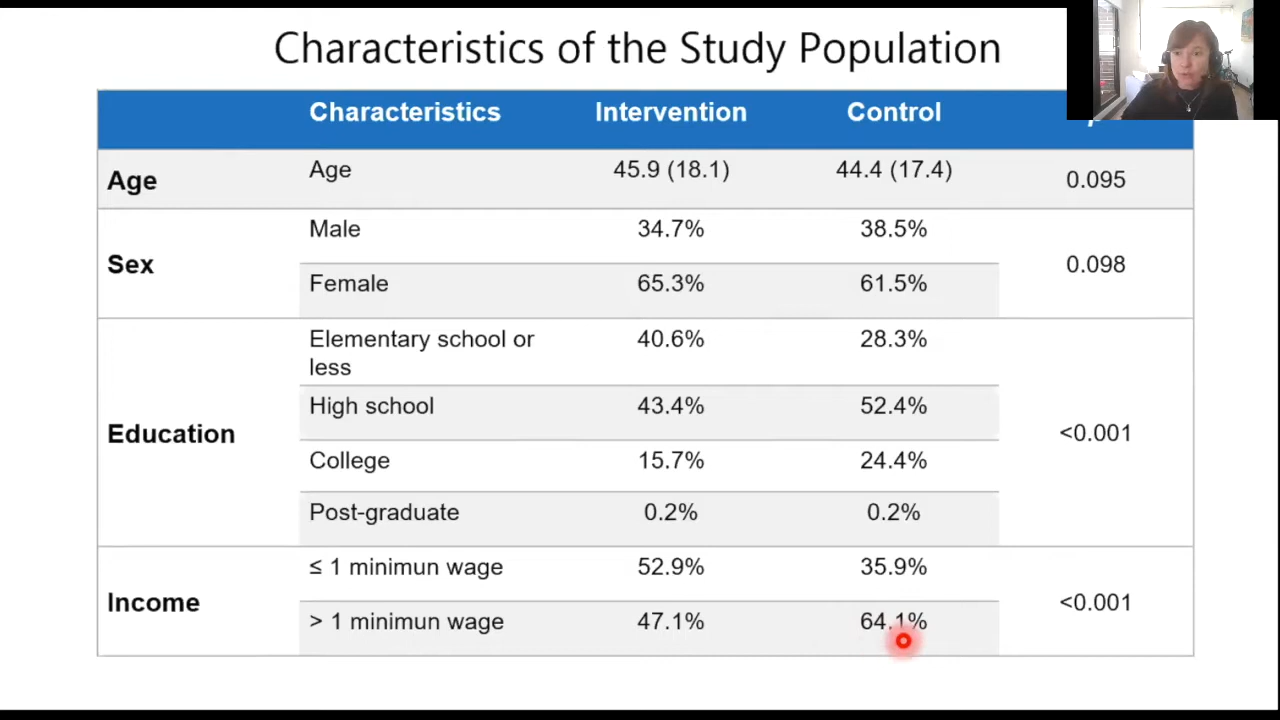 Characteristics of the Study Population
Characteristics Intervention Control
Age Age 45.9 (18.1) 44.4 (17.4) 0.095
Sex Male 34.7% 38.5% 0.098
Female 65.3% 61.5%
Education Elementary school or less 40.6% 28.3% <0.001
High school 43.4% 52.4%
College 15.7% 24.4%
Post-graduate 0.2% 0.2%
Income ≤ 1 minimun wage 52.9% 35.9% <0.001
> 1 minimun wage 47.1% 64.1%